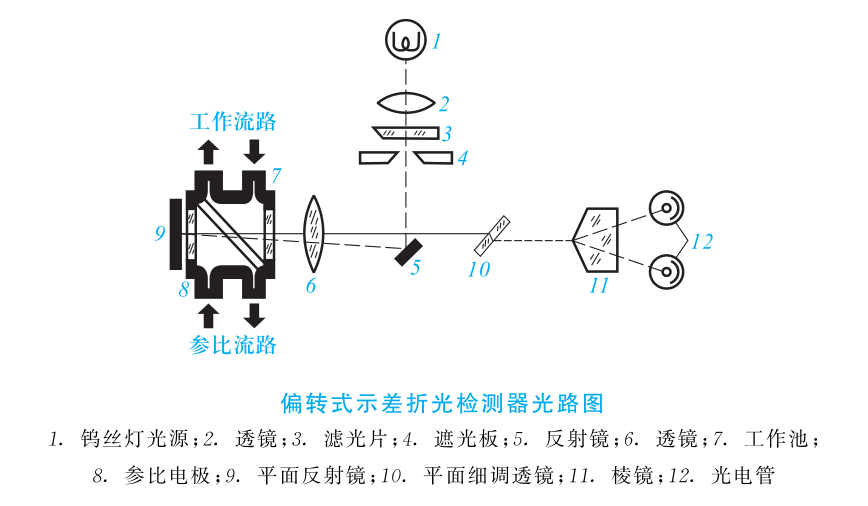 1
2
3
4
工作流路
7
9
5
6
8
10
11
12
参比流路
偏转式示差折光检测器光路图
1. 钨丝灯光源;2. 透镜;3. 滤光片;4. 遮光板;5. 反射镜;6. 透镜;7. 工作池;
8. 参比电极;9. 平面反射镜;10. 平面细调透镜;11. 棱镜;12. 光电管